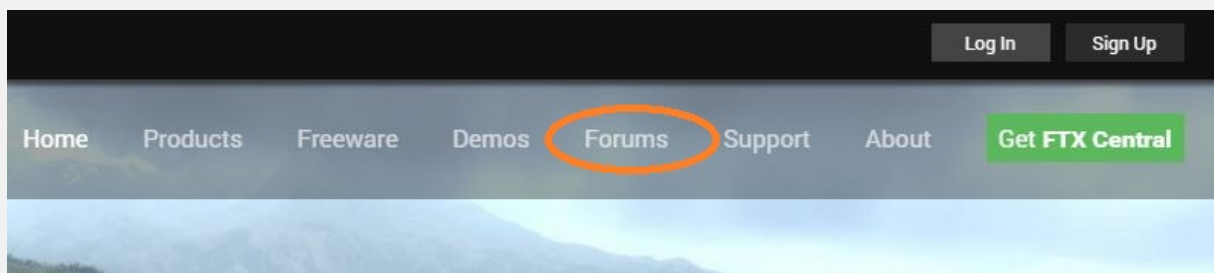 Log In Sign Up
Home Products Freeware Demos Forums Support About Get FTX Central